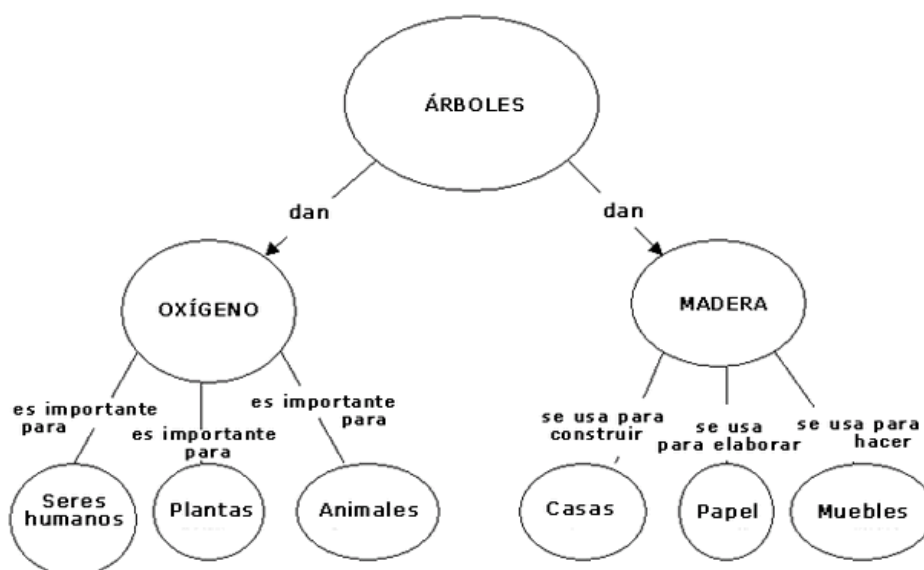 ÁRBOLES
dan
dan
OXÍGENO
MADERA
es importante
para
es importante
para
es importante
para
se usa para
construir
se usa
para elaborar
se usa para
hacer
Seres
humanos
Plantas
Animales
Casas
Papel
Muebles